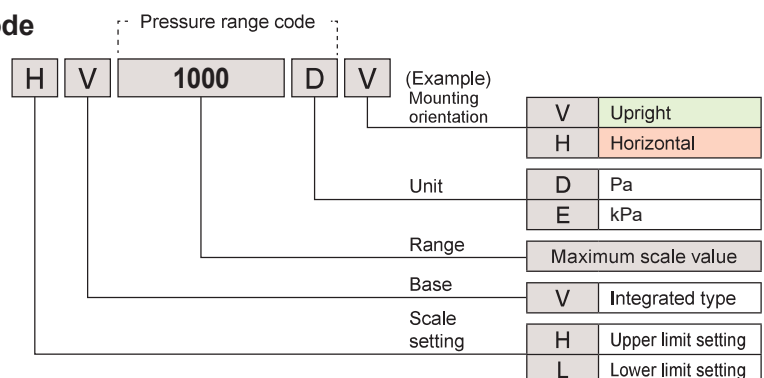 de
Pressure range code
H V 1000 D V (Example)
Mounting
orientation
V Upright
H Horizontal
Unit
D Pa
E kPa
Range
Maximum scale value
Base
V Integrated type
Scale
setting
H Upper limit setting
L Lower limit setting